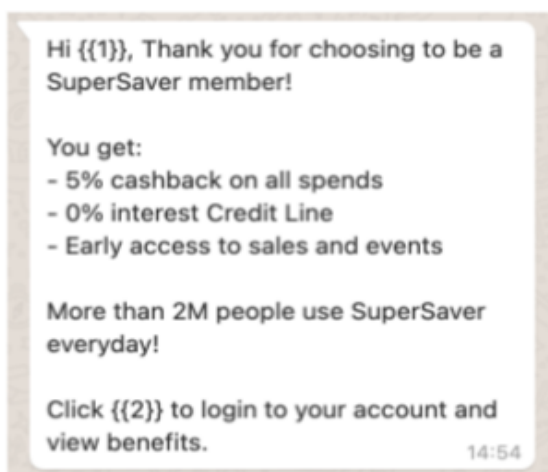 Hi {{1}}, Thank you for choosing to be a
SuperSaver member!
You get:
- 5% cashback on all spends
- 0% interest Credit Line
- Early access to sales and events
More than 2M people use SuperSaver
everyday!
Click {{2}} to login to your account and
view benefits.
14:54